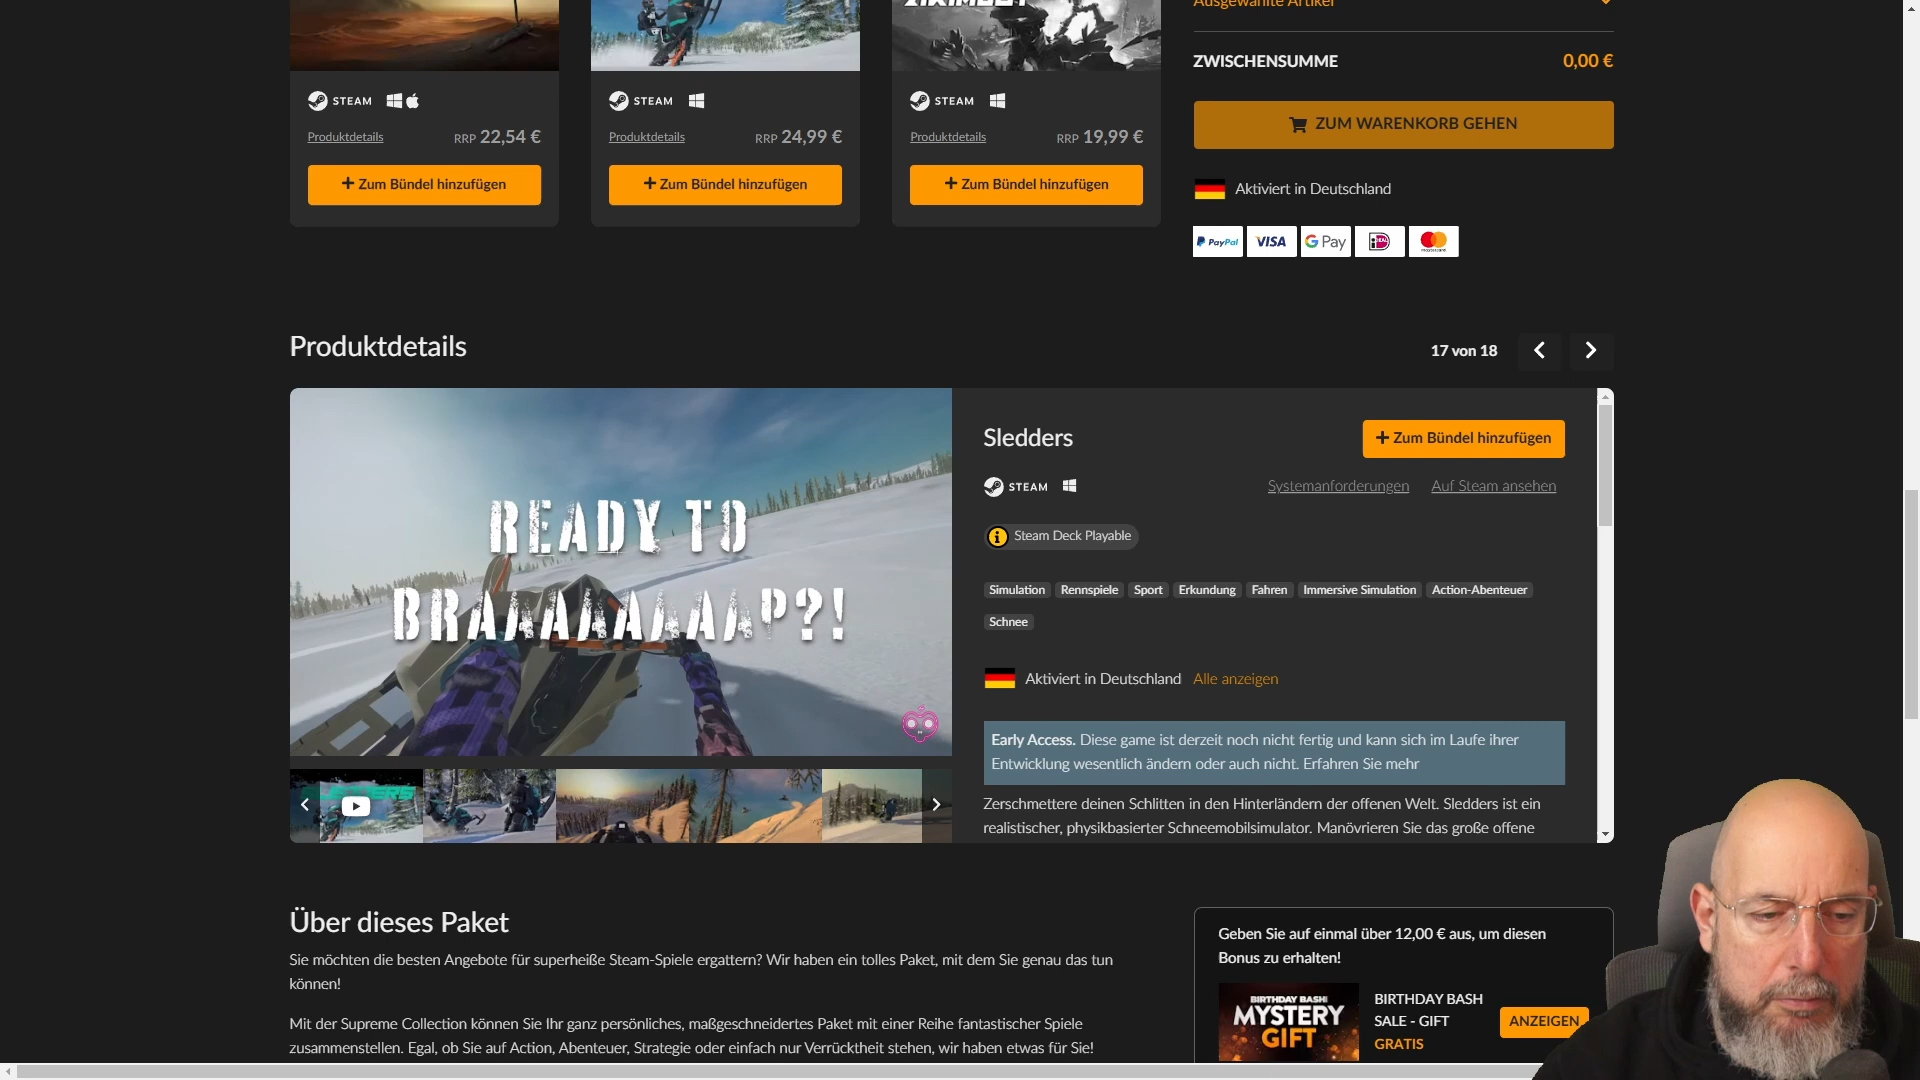 Ausgewählte Artikel
ZWISCHENSUMME 0,00 €
STEAM
STEAM
STEAM
Produktdetails RRP 22,54 €
Produktdetails RRP 24,99 €
Produktdetails RRP 19,99 €
+ Zum Bündel hinzufügen
+ Zum Bündel hinzufügen
+ Zum Bündel hinzufügen
ZUM WARENKORB GEHEN
Aktiviert in Deutschland
PayPal VISA G Pay iDEAL mastercard
Produktdetails
17 von 18
READY TO
BRAAAAAAAAP?!
Sledders
+ Zum Bündel hinzufügen
STEAM
Systemanforderungen Auf Steam ansehen
Steam Deck Playable
Simulation Rennspiele Sport Erkundung Fahren Immersive Simulation Action-Abenteuer
Schnee
Aktiviert in Deutschland Alle anzeigen
Early Access. Diese game ist derzeit noch nicht fertig und kann sich im Laufe ihrer
Entwicklung wesentlich ändern oder auch nicht. Erfahren Sie mehr
Zerschmettere deinen Schlitten in den Hinterländern der offenen Welt. Sledders ist ein
realistischer, physikbasierter Schneemobilsimulator. Manövrieren Sie das große offene
Über dieses Paket
Sie möchten die besten Angebote für superheiße Steam-Spiele ergattern? Wir haben ein tolles Paket, mit dem Sie genau das tun
können!
Mit der Supreme Collection können Sie Ihr ganz persönliches, maßgeschneidertes Paket mit einer Reihe fantastischer Spiele
zusammenstellen. Egal, ob Sie auf Action, Abenteuer, Strategie oder einfach nur Verrücktheit stehen, wir haben etwas für Sie!
Geben Sie auf einmal über 12,00 € aus, um diesen
Bonus zu erhalten!
BIRTHDAY BASH
MYSTERY
GIFT
BIRTHDAY BASH
SALE - GIFT
GRATIS
ANZEIGEN